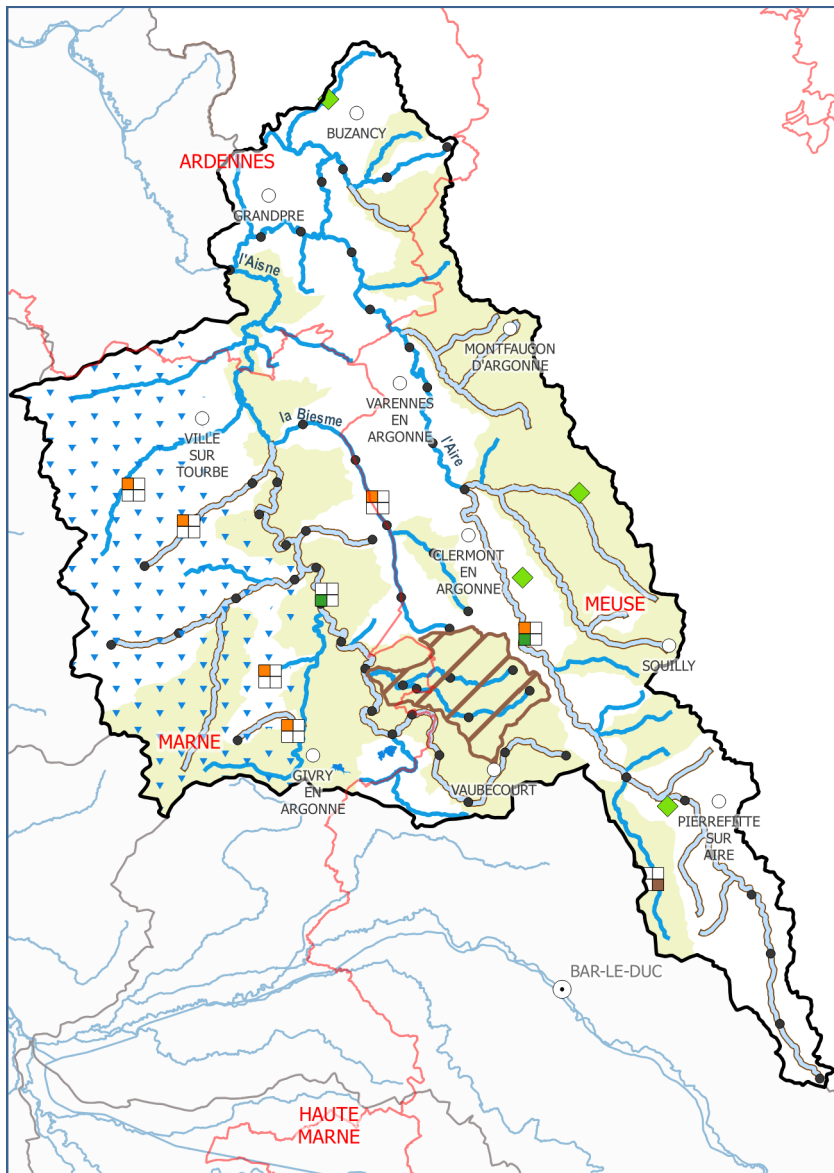 BUZANCY
ARDENNES
GRANDPRE
l'Aisne
MONTFAUCON
D'ARGONNE
VARENNES
EN
ARGONNE
la Biesme
l'Aire
VILLE
SUR
TOURBE
CLERMONT
EN
ARGONNE
MEUSE
SOUILLY
MARNE
GIVRY
EN
ARGONNE
VAUBECOURT
PIERREFITTE
SUR
AIRE
BAR-LE-DUC
HAUTE
MARNE